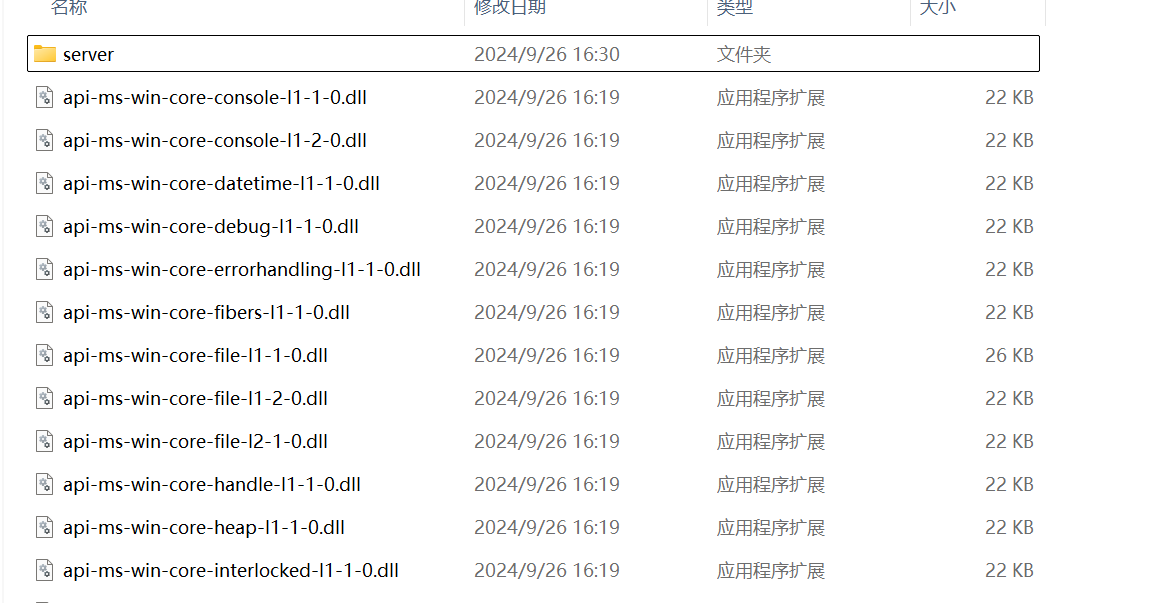 名称 修改日期 类型 大小
server 2024/9/26 16:30 文件夹
api-ms-win-core-console-l1-1-0.dll 2024/9/26 16:19 应用程序扩展 22 KB
api-ms-win-core-console-l1-2-0.dll 2024/9/26 16:19 应用程序扩展 22 KB
api-ms-win-core-datetime-l1-1-0.dll 2024/9/26 16:19 应用程序扩展 22 KB
api-ms-win-core-debug-l1-1-0.dll 2024/9/26 16:19 应用程序扩展 22 KB
api-ms-win-core-errorhandling-l1-1-0.dll 2024/9/26 16:19 应用程序扩展 22 KB
api-ms-win-core-fibers-l1-1-0.dll 2024/9/26 16:19 应用程序扩展 22 KB
api-ms-win-core-file-l1-1-0.dll 2024/9/26 16:19 应用程序扩展 26 KB
api-ms-win-core-file-l1-2-0.dll 2024/9/26 16:19 应用程序扩展 22 KB
api-ms-win-core-file-l2-1-0.dll 2024/9/26 16:19 应用程序扩展 22 KB
api-ms-win-core-handle-l1-1-0.dll 2024/9/26 16:19 应用程序扩展 22 KB
api-ms-win-core-heap-l1-1-0.dll 2024/9/26 16:19 应用程序扩展 22 KB
api-ms-win-core-interlocked-l1-1-0.dll 2024/9/26 16:19 应用程序扩展 22 KB